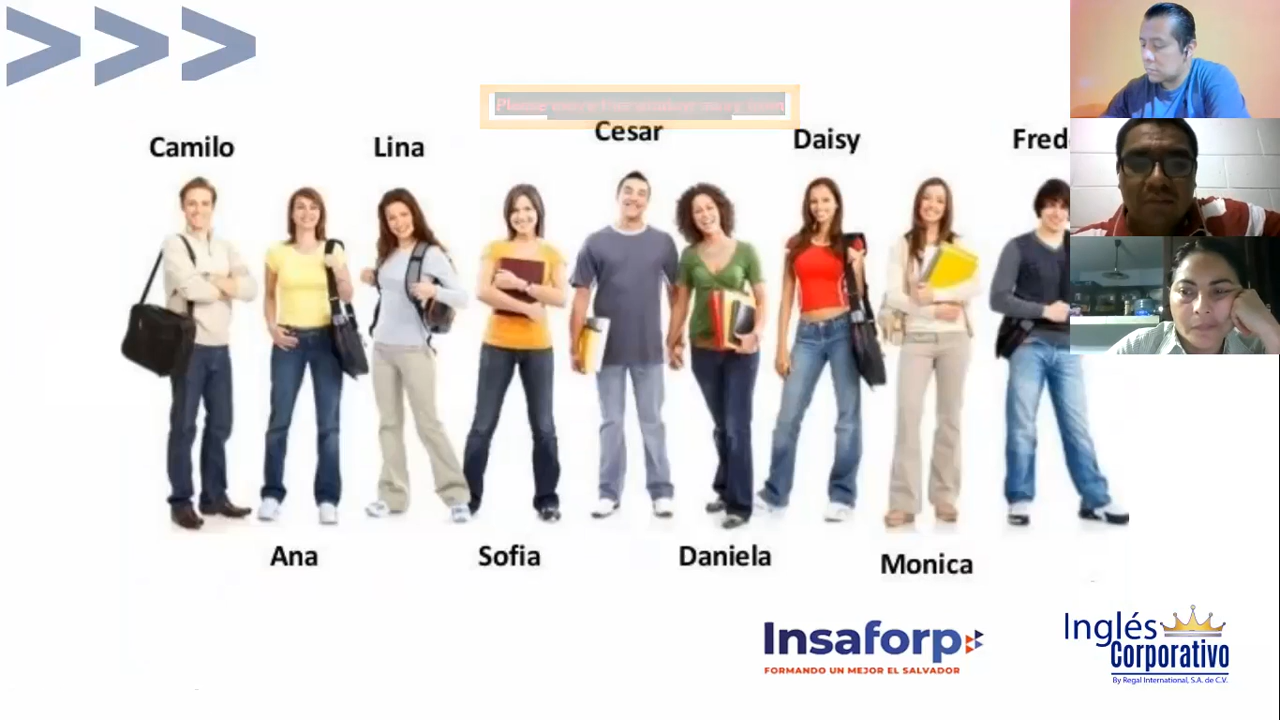 Please
Camilo
Lina
Cesar
Daisy
Fred
Ana
Sofia
Daniela
Monica
Insaforp
FORMANDO UN MEJOR EL SALVADOR
Inglés
Corporativo
By Regal International, S.A. de C.V.